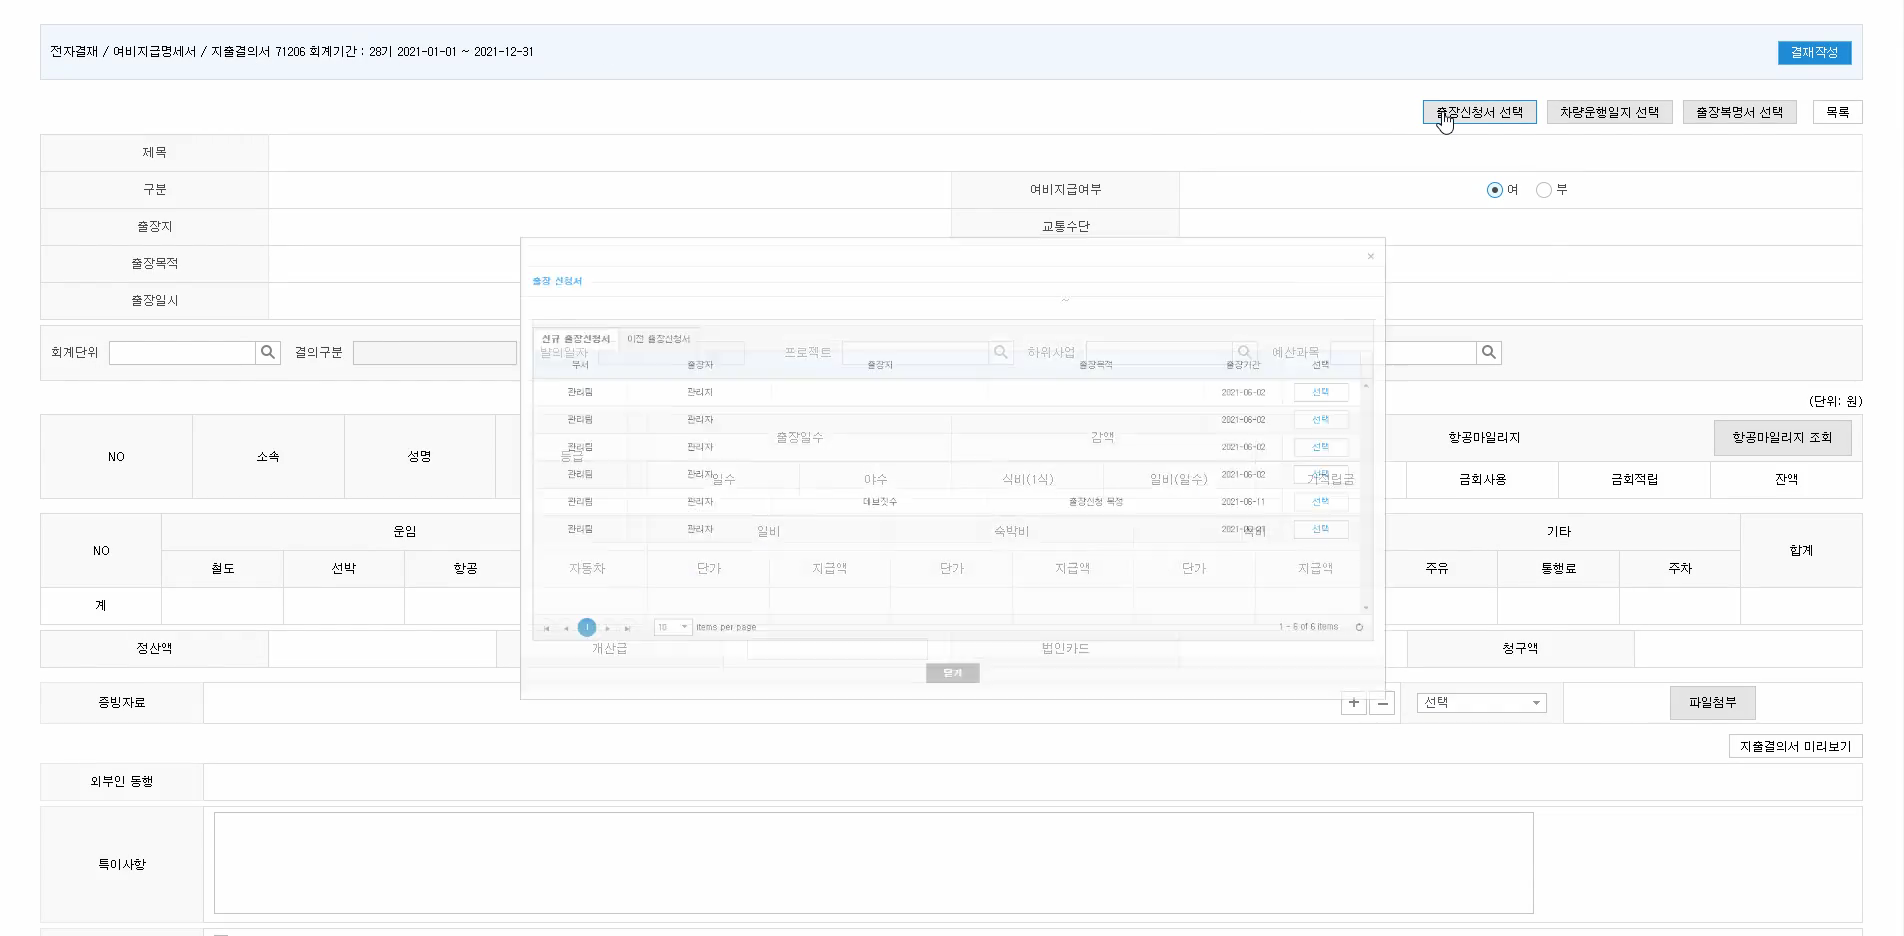 전자결재 / 여비지급명세서 / 지출결의서 71206 회계기간 : 28기 2021-01-01 ~ 2021-12-31
결재작성
출장신청서 선택 차량운행일지 선택 출장복명서 선택 목록
제목
구분 여비지급여부 여 부
출장지 교통수단
출장목적
출장일시 ~
×
출장 신청서
신규 출장신청서 이전 출장신청서
회계단위 결의구분 발의일자 프로젝트 하위사업 예산과목
부서 출장자 출장지 출장목적 출장기간 선택
관리팀 관리자 2021-06-02 선택
(단위: 원)
관리팀 관리자 2021-06-02 선택
출장일수 감액 항공마일리지 항공마일리지 조회
관리팀 관리자 2021-06-02 선택
NO 소속 성명 등급
관리팀 관리자 2021-06-02 선택
일수 야수 식비(1식) 일비(일수) 기적립금 금회사용 금회적립 잔액
관리팀 관리자 데브짓수 출장신청 목적 2021-06-11 선택
관리팀 관리자 선택
운임 일비 숙박비 식비 기타
NO 합계
철도 선박 항공 자동차 단가 지급액 단가 지급액 단가 지급액 주유 통행료 주차
계
1 10 items per page 1 - 6 of 6 items
정산액 개산급 법인카드 청구액
닫기
증빙자료 + − 선택 파일첨부
지출결의서 미리보기
외부인 동행
특이사항